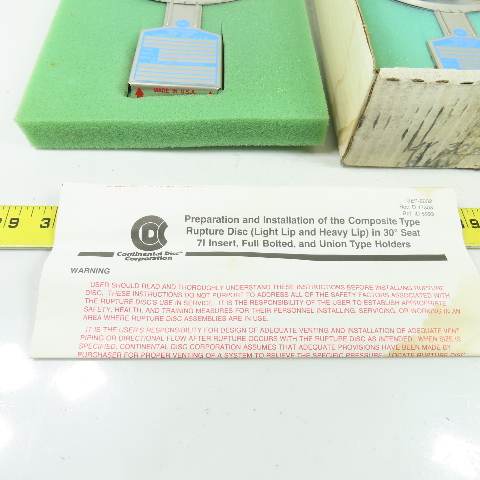 MADE IN U.S.A.
Preparation and Installation of the Composite Type
Rupture Disc (Light Lip and Heavy Lip) in 30° Seat
7I Insert, Full Bolted, and Union Type Holders
CDC
Continental Disc
Corporation
WARNING
USER SHOULD READ AND THOROUGHLY UNDERSTAND THESE INSTRUCTIONS BEFORE INSTALLING RUPTURE
DISC. THESE INSTRUCTIONS DO NOT PURPORT TO ADDRESS ALL OF THE SAFETY FACTORS ASSOCIATED WITH
THE RUPTURE DISC'S USE IN SERVICE. IT IS THE RESPONSIBILITY OF THE USER TO ESTABLISH APPROPRIATE
SAFETY, HEALTH, AND TRAINING MEASURES FOR THEIR PERSONNEL INSTALLING, SERVICING, OR WORKING IN AN
AREA WHERE RUPTURE DISC ASSEMBLIES ARE IN USE.
IT IS THE USER'S RESPONSIBILITY FOR DESIGN OF ADEQUATE VENTING AND INSTALLATION OF ADEQUATE VENT
PIPING OR DIRECTIONAL FLOW AFTER RUPTURE OCCURS WITH THE RUPTURE DISC AS INTENDED. WHEN SIZE IS
SPECIFIED, CONTINENTAL DISC CORPORATION ASSUMES THAT ADEQUATE PROVISIONS HAVE BEEN MADE BY
PURCHASER FOR PROPER VENTING OF A SYSTEM TO RELIEVE THE SPECIFIC PRESSURE. LOCATE RUPTURE DISC
9